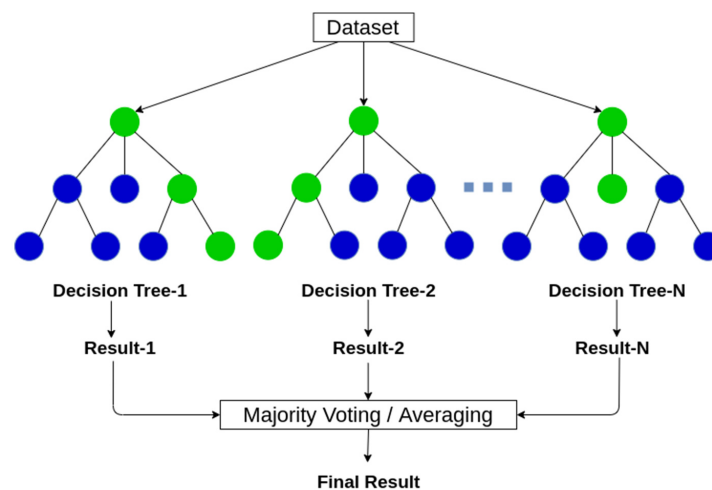 Dataset
Decision Tree-1
Decision Tree-2
Decision Tree-N
Result-1
Result-2
Result-N
Majority Voting / Averaging
Final Result